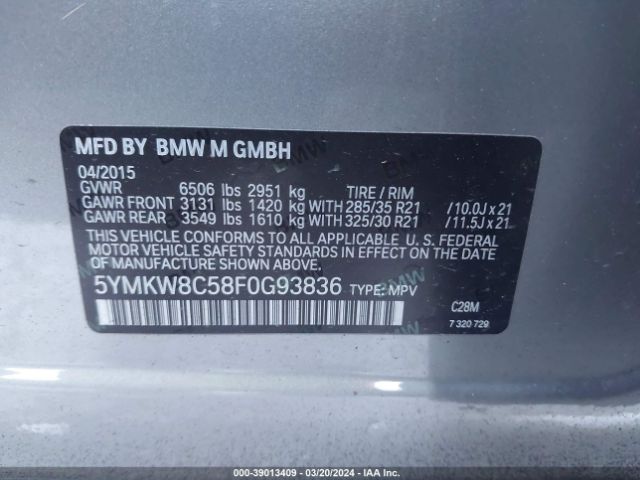 MFD BY BMW M GMBH
04/2015
GVWR 6506 lbs 2951 kg TIRE / RIM
GAWR FRONT 3131 lbs 1420 kg WITH 285/35 R21 /10.0J x 21
GAWR REAR 3549 lbs 1610 kg WITH 325/30 R21 /11.5J x 21
THIS VEHICLE CONFORMS TO ALL APPLICABLE U. S. FEDERAL
MOTOR VEHICLE SAFETY STANDARDS IN EFFECT ON THE
DATE OF MANUFACTURE SHOWN ABOVE.
5YMKW8C58F0G93836 TYPE: MPV
C28M
7 320 729
000-39013409 - 03/20/2024 - IAA Inc.